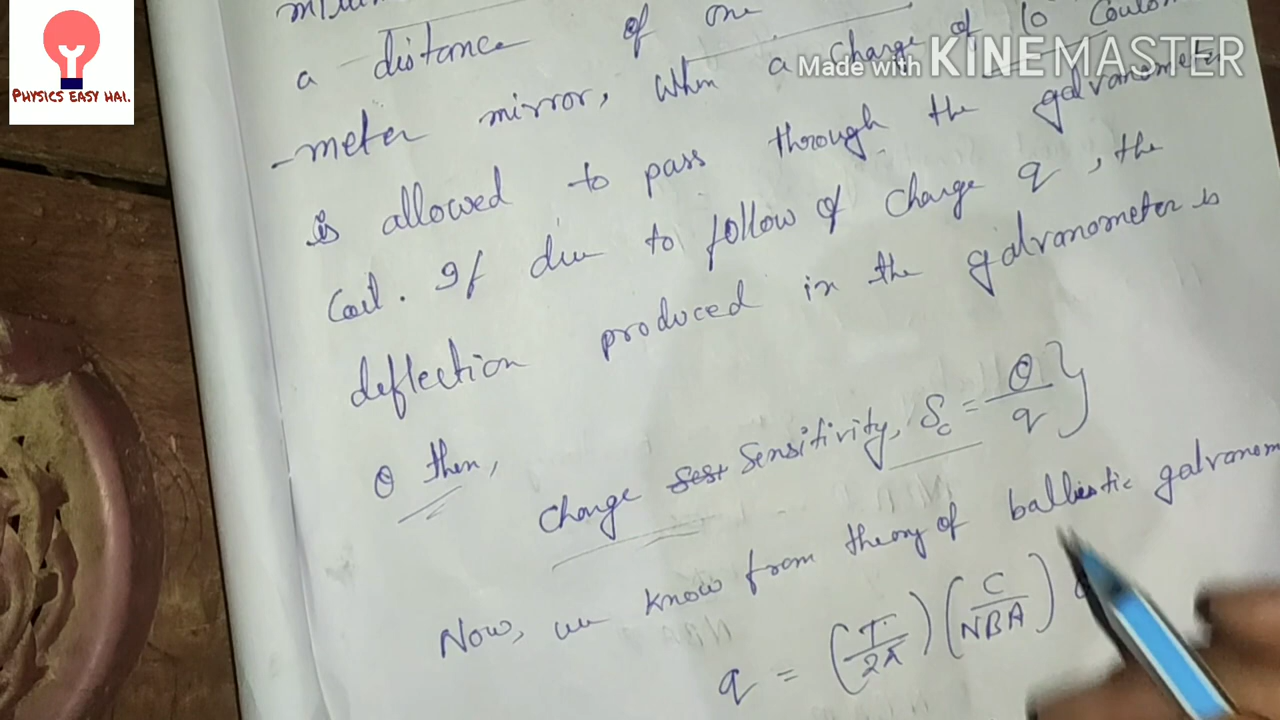 PHYSICS EASY HAI.
Made with KINEMASTER
a distance of one
-meter mirror, when a charge of 10 Coulom
is allowed to pass through the galvanometer
Coil. If due to follow of charge q, the
deflection produced in the galvanometer is
θ then,
Charge Sensitivity, Sc = θ/q}
Now, we know from theory of ballistic galvanom
q = (T/2π) (C/NBA)